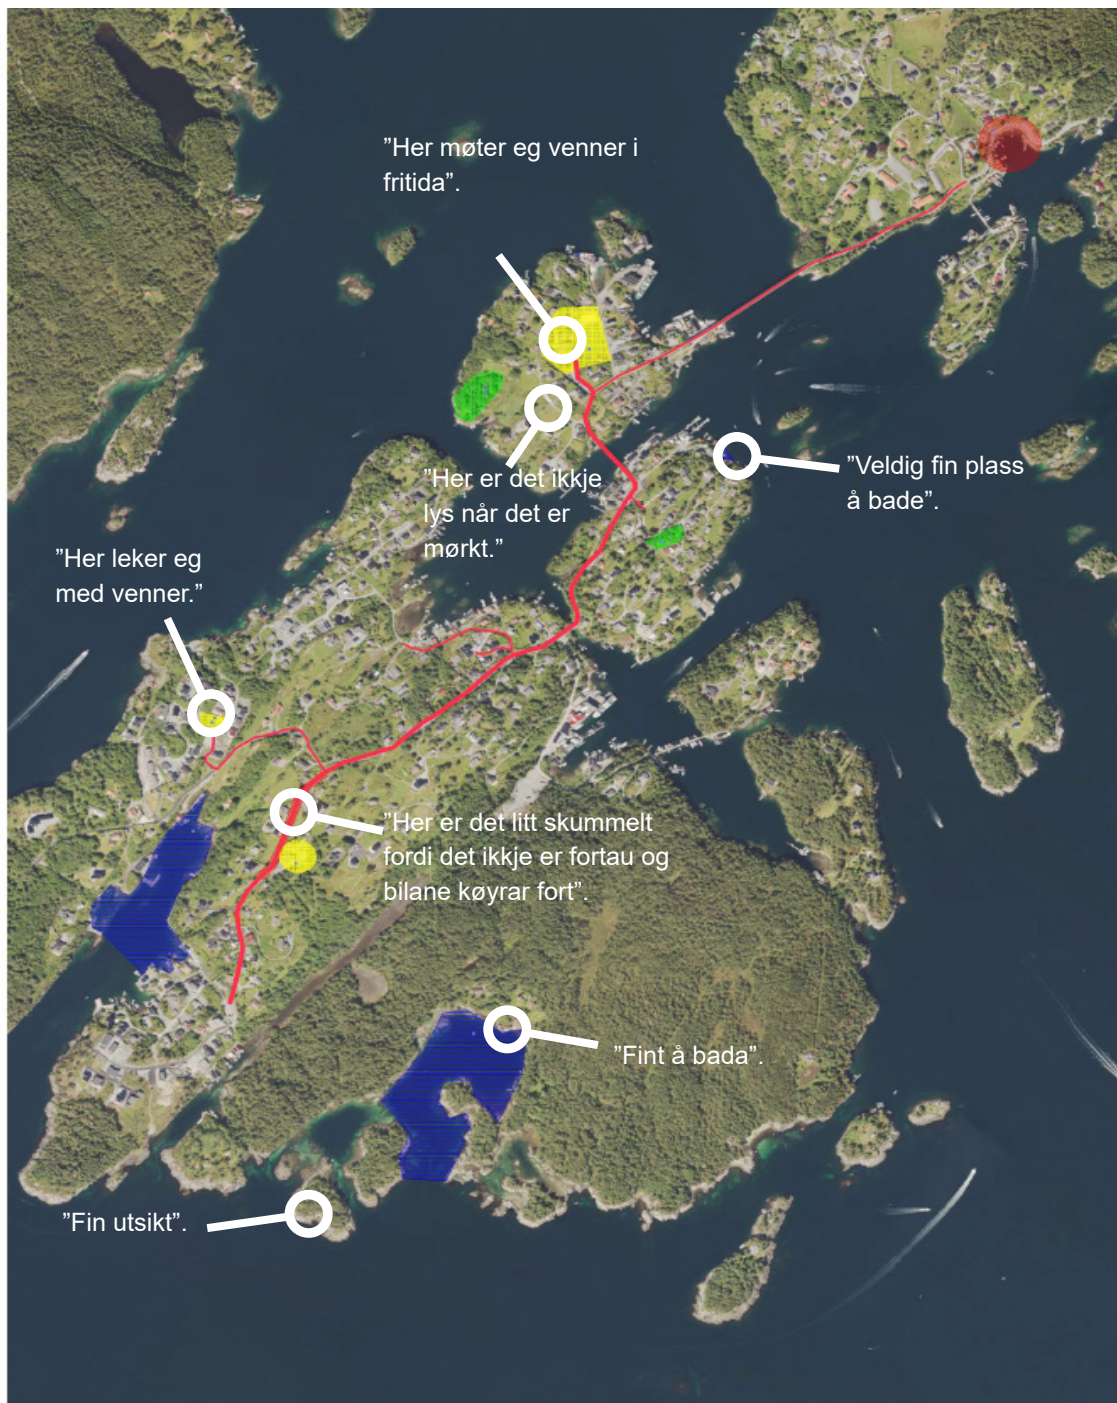 ”Her møter eg venner i
fritida”.
”Her er det ikkje
lys når det er
mørkt.”
”Veldig fin plass
å bade”.
”Her leker eg
med venner.”
”Her er det litt skummelt
fordi det ikkje er fortau og
bilane køyrar fort”.
”Fint å bada”.
”Fin utsikt”.